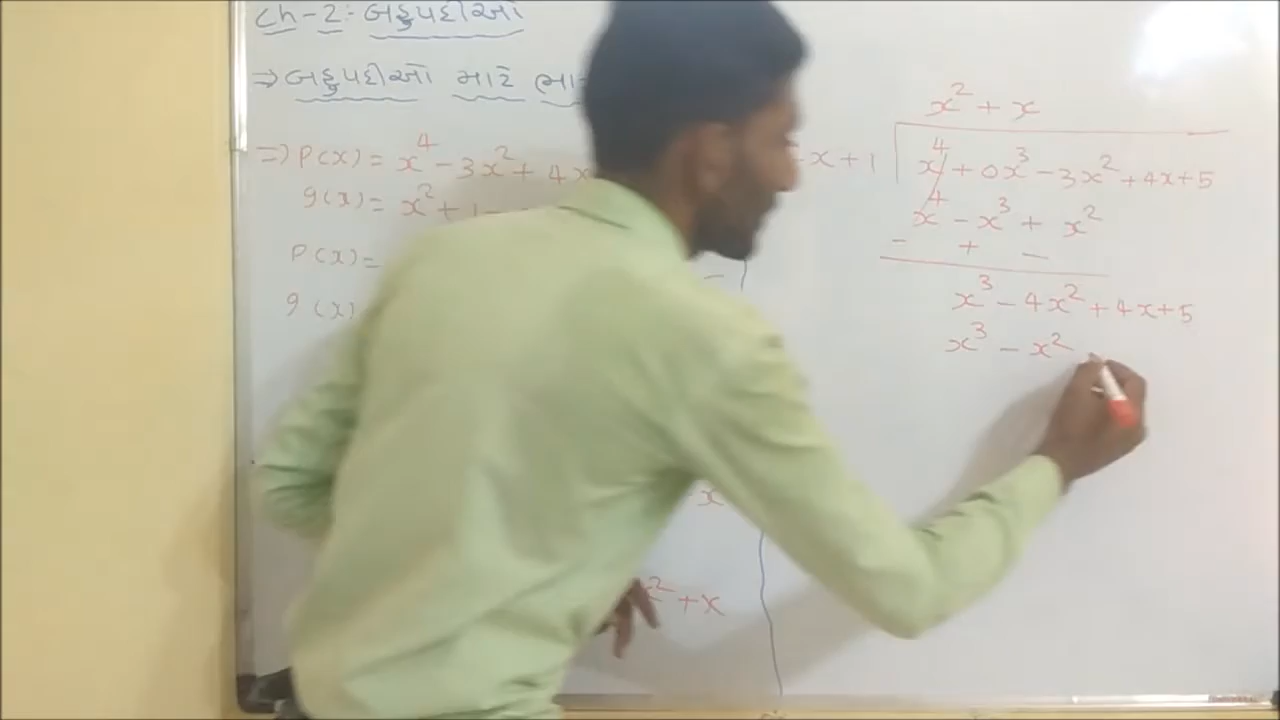 Ch-2:- બહુપદીઓ
⇒ બહુપદીઓ માટે ભા
⇒) P(x) = x⁴ - 3x² + 4x
g(x) = x² + 1 -
P(x) =
g(x)
x
x² + x
x² + x
- x + 1
x⁴ + 0x³ - 3x² + 4x + 5
x⁴ - x³ + x²
- + -
x³ - 4x² + 4x + 5
x³ - x²